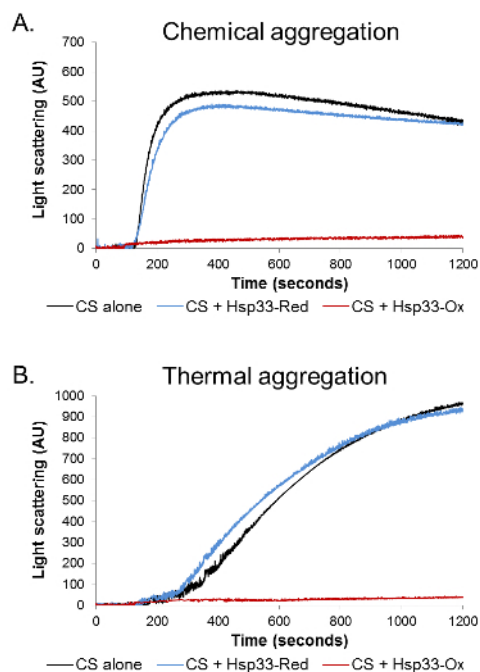 A.
Chemical aggregation
Light scattering (AU)
700
600
500
400
300
200
100
0
0 200 400 600 800 1000 1200
Time (seconds)
CS alone CS + Hsp33-Red CS + Hsp33-Ox
B.
Thermal aggregation
Light scattering (AU)
1000
900
800
700
600
500
400
300
200
100
0
0 200 400 600 800 1000 1200
Time (seconds)
CS alone CS + Hsp33-Red CS + Hsp33-Ox